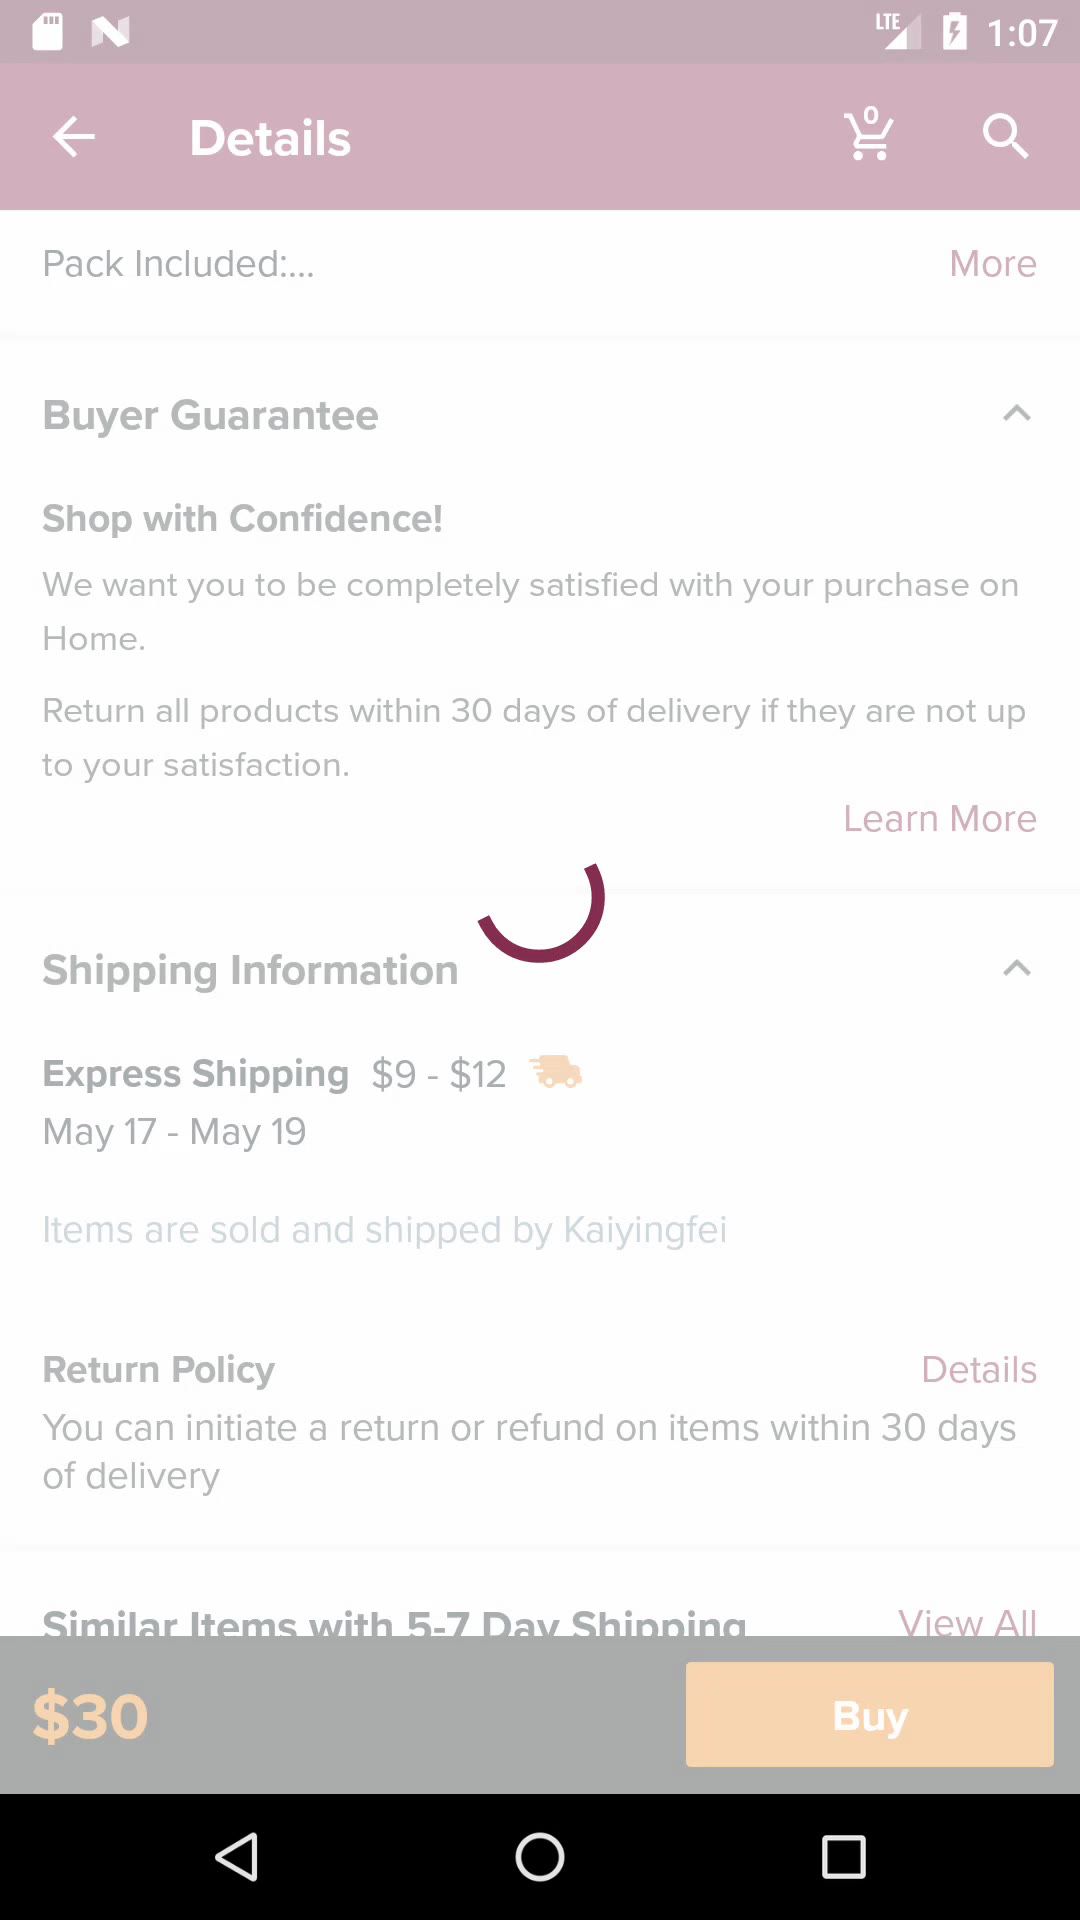 LTE 1:07
Details 0
Pack Included:... More
Buyer Guarantee
Shop with Confidence!
We want you to be completely satisfied with your purchase on
Home.
Return all products within 30 days of delivery if they are not up
to your satisfaction.
Learn More
Shipping Information
Express Shipping $9 - $12
May 17 - May 19
Items are sold and shipped by Kaiyingfei
Return Policy Details
You can initiate a return or refund on items within 30 days
of delivery
Similar Items with 5-7 Day Shipping View All
$30 Buy